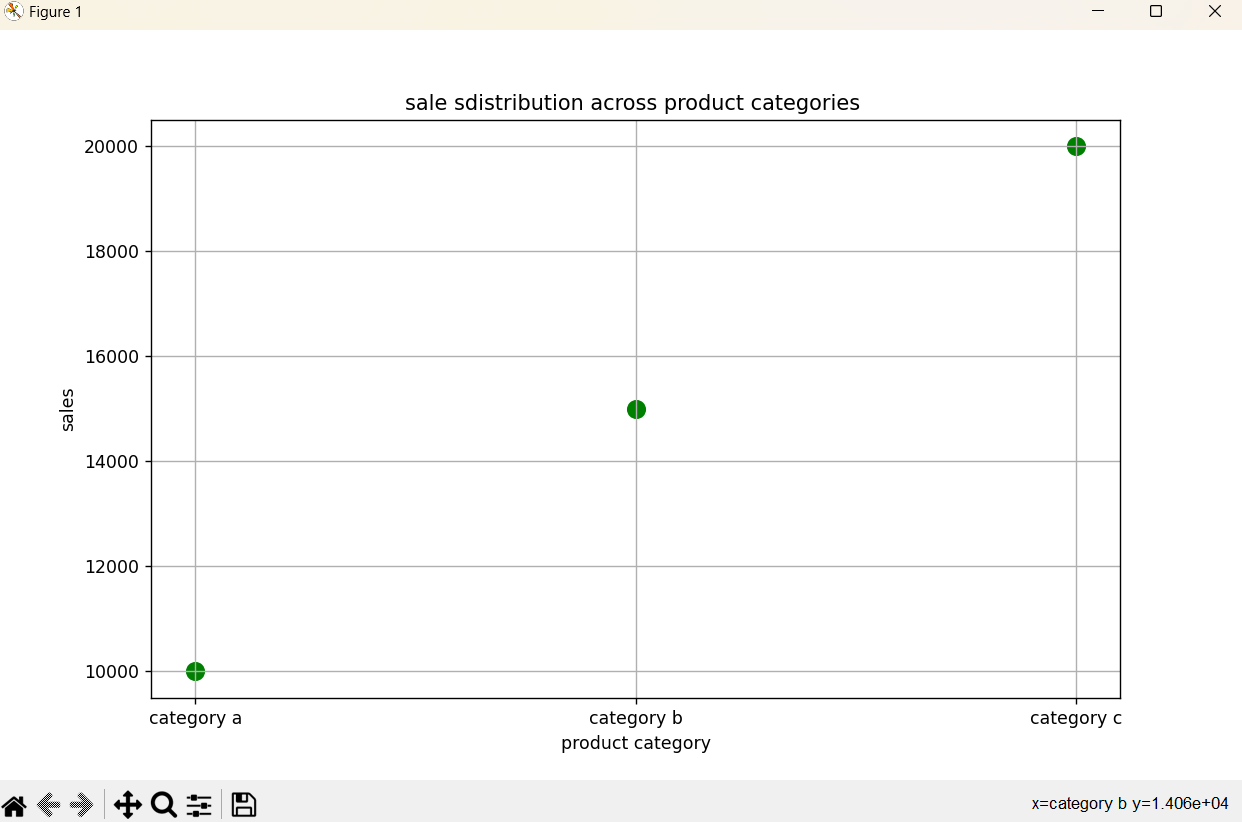 Figure 1
sale sdistribution across product categories
20000
18000
16000
14000
12000
10000
sales
category a category b category c
product category
x=category b y=1.406e+04